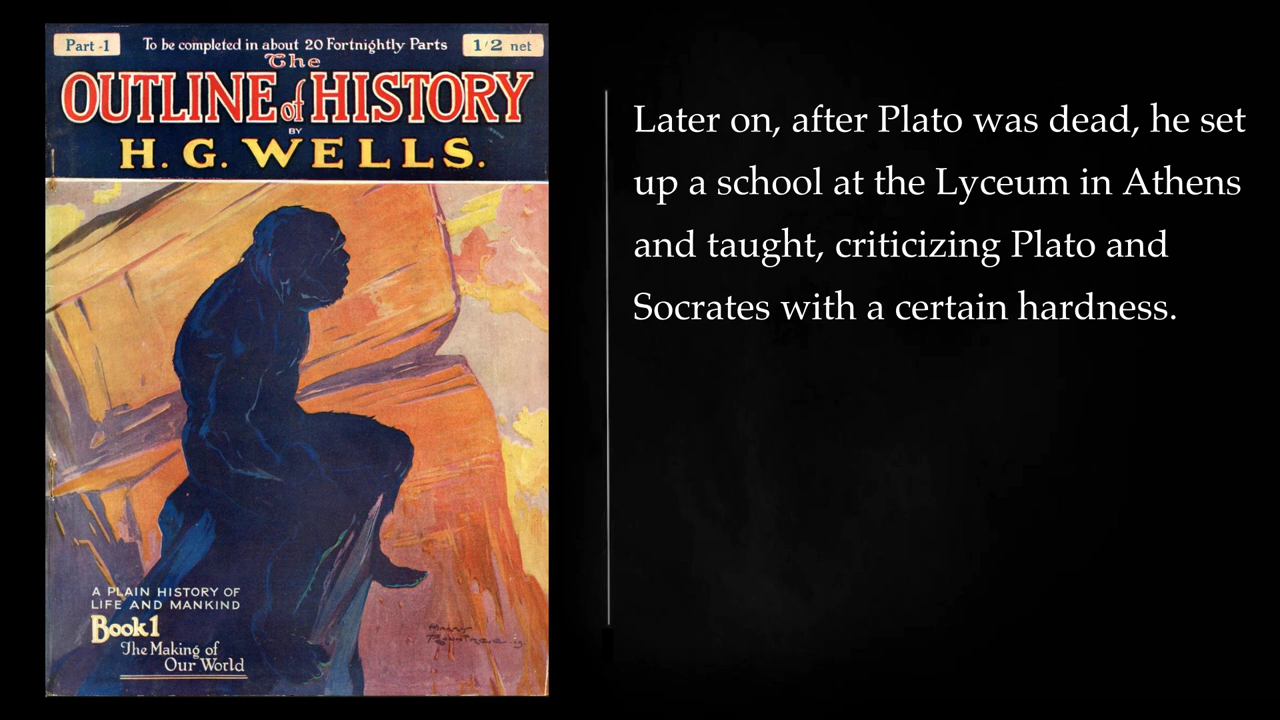 Part -1
To be completed in about 20 Fortnightly Parts
1/2 net
The
OUTLINE of HISTORY
BY
H. G. WELLS.
A PLAIN HISTORY OF
LIFE AND MANKIND
Book 1
The Making of
Our World
Later on, after Plato was dead, he set
up a school at the Lyceum in Athens
and taught, criticizing Plato and
Socrates with a certain hardness.